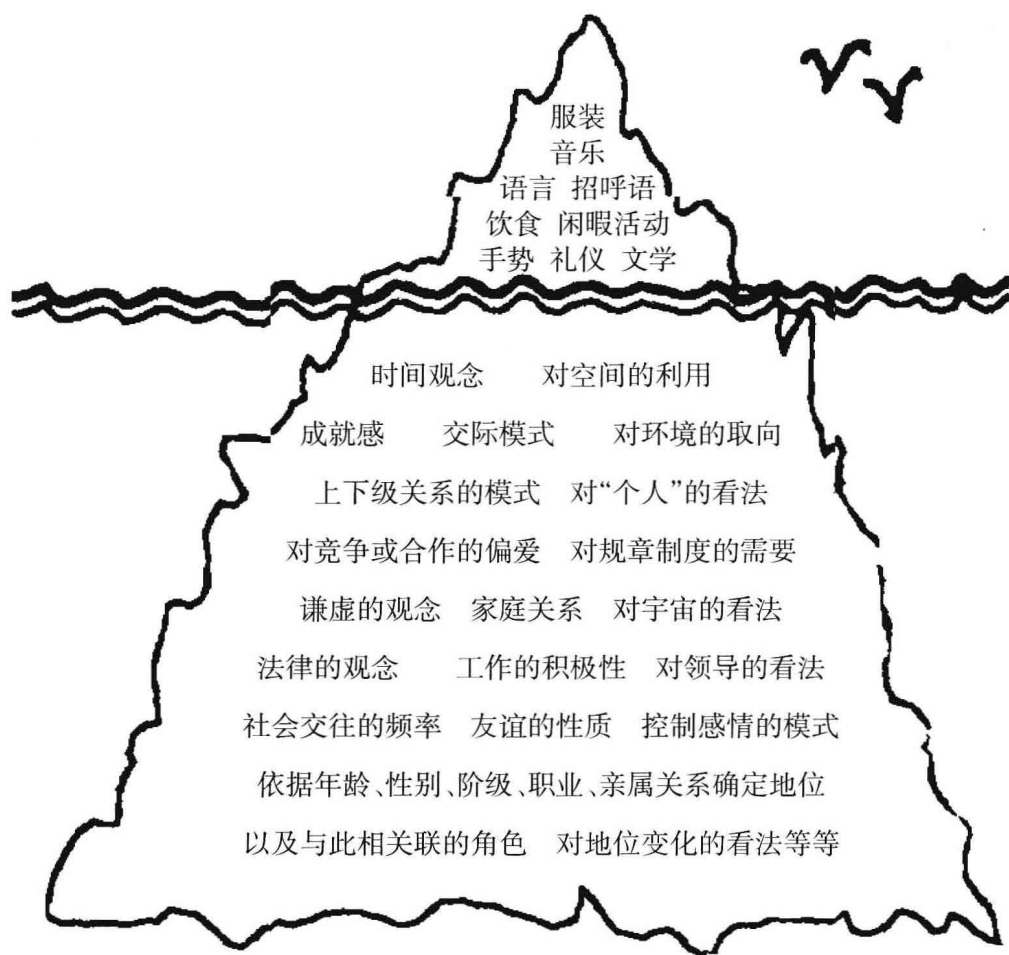 服装
音乐
语言 招呼语
饮食 闲暇活动
手势 礼仪 文学
时间观念 对空间的利用
成就感 交际模式 对环境的取向
上下级关系的模式 对“个人”的看法
对竞争或合作的偏爱 对规章制度的需要
谦虚的观念 家庭关系 对宇宙的看法
法律的观念 工作的积极性 对领导的看法
社会交往的频率 友谊的性质 控制感情的模式
依据年龄、性别、阶级、职业、亲属关系确定地位
以及与此相关联的角色 对地位变化的看法等等